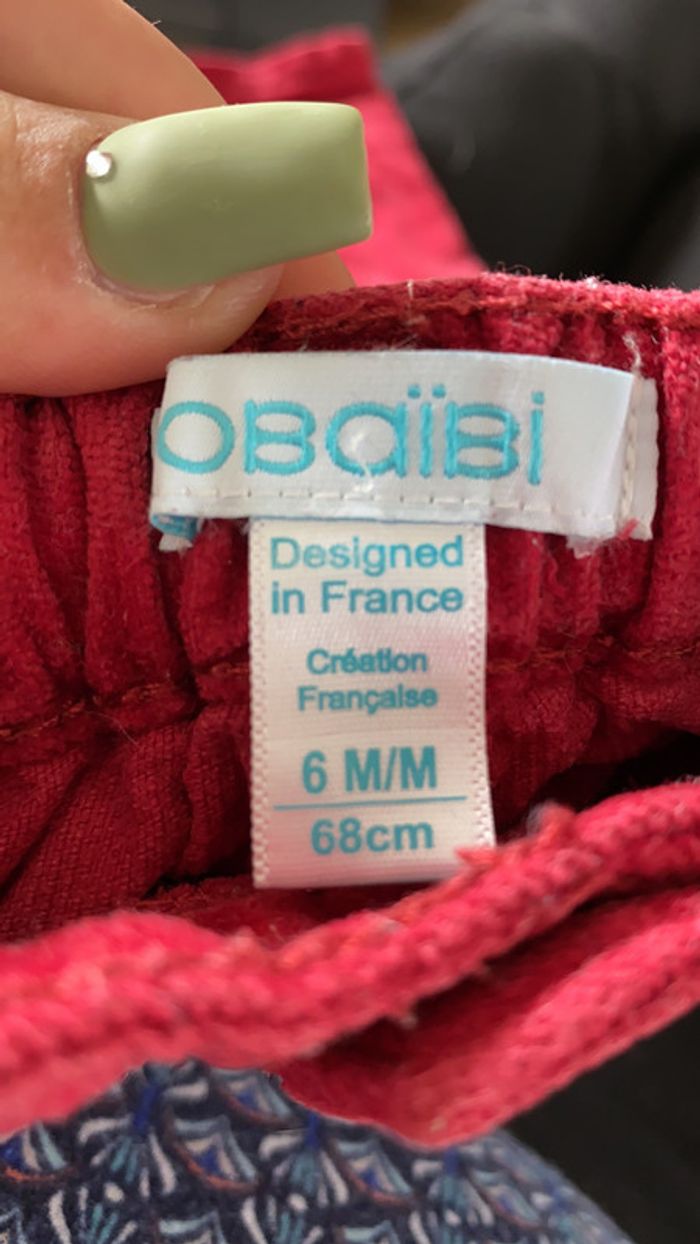 obaïbi
Designed
in France
Création
Française
6 M/M
68cm